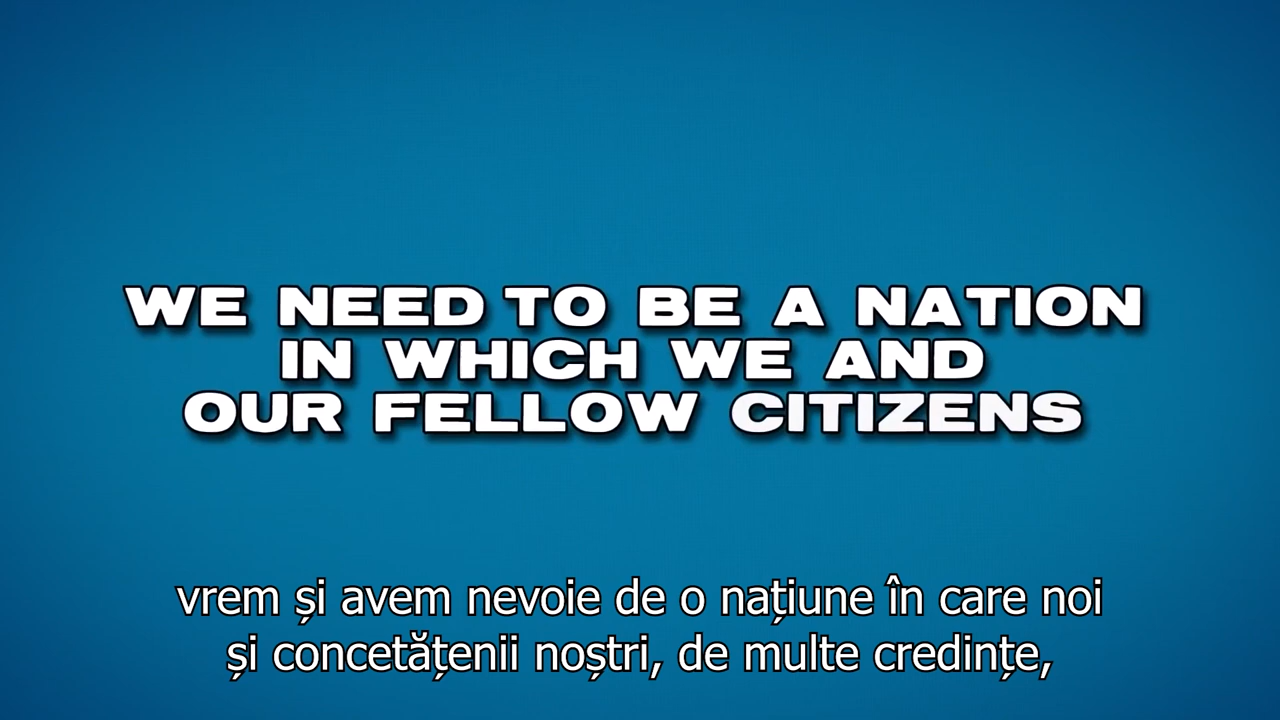 WE NEED TO BE A NATION
IN WHICH WE AND
OUR FELLOW CITIZENS
vrem și avem nevoie de o națiune în care noi
și concetățenii noștri, de multe credințe,